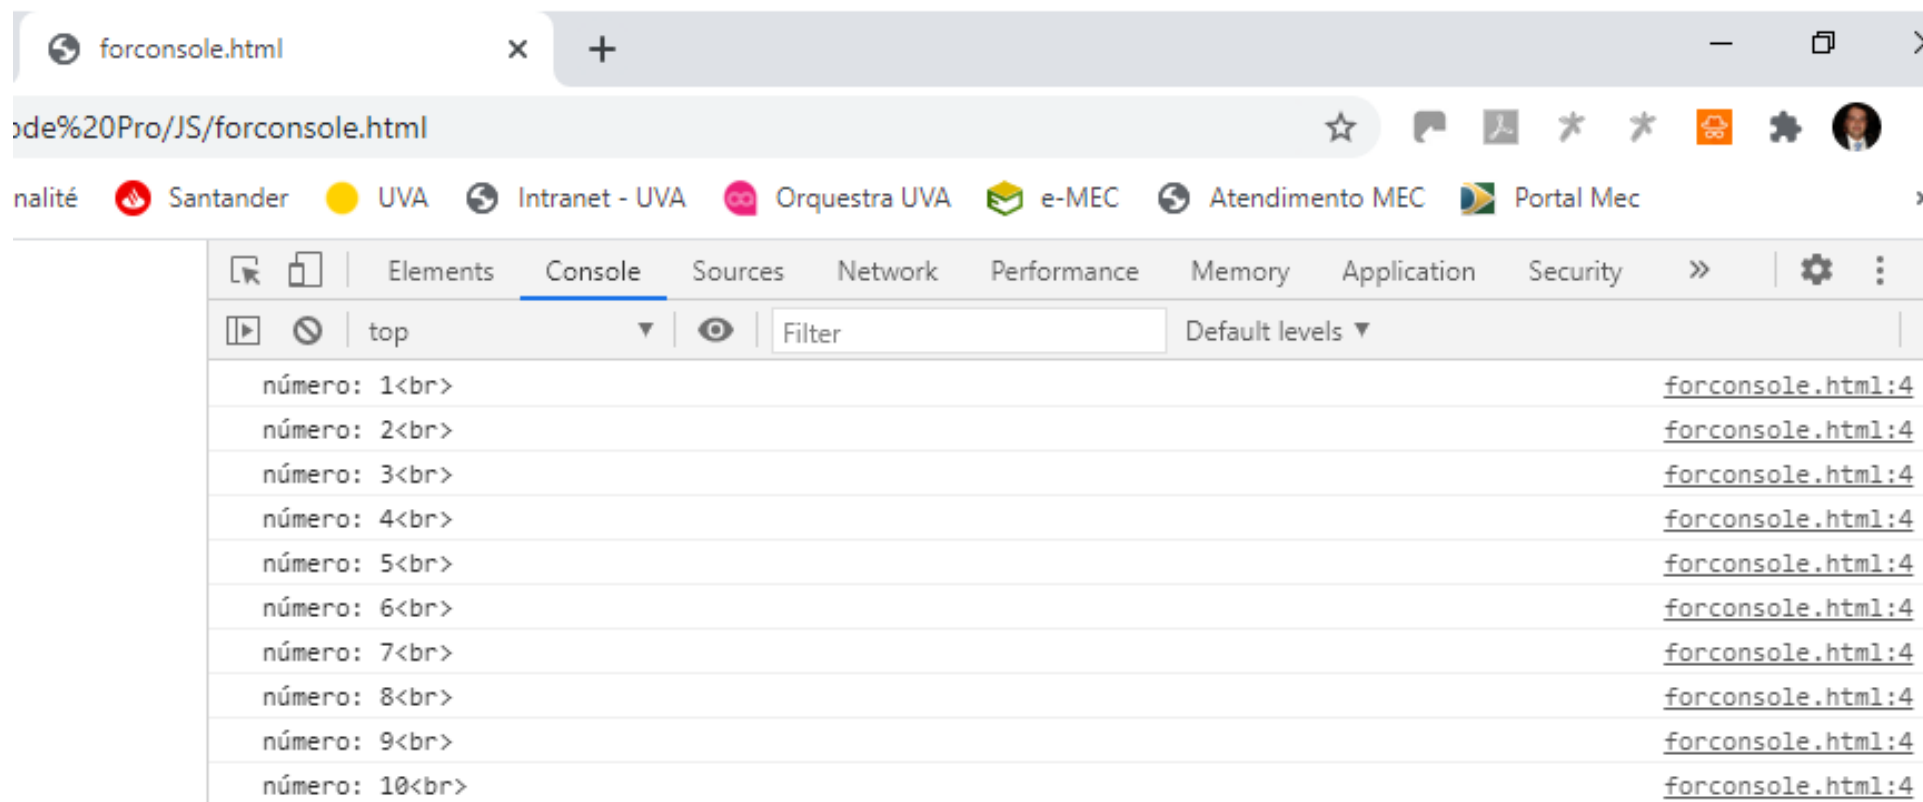 forconsole.html
ode%20Pro/JS/forconsole.html
nalité Santander UVA Intranet - UVA Orquestra UVA e-MEC Atendimento MEC Portal Mec
Elements Console Sources Network Performance Memory Application Security
top Filter Default levels
número: 1<br> forconsole.html:4
número: 2<br> forconsole.html:4
número: 3<br> forconsole.html:4
número: 4<br> forconsole.html:4
número: 5<br> forconsole.html:4
número: 6<br> forconsole.html:4
número: 7<br> forconsole.html:4
número: 8<br> forconsole.html:4
número: 9<br> forconsole.html:4
número: 10<br> forconsole.html:4